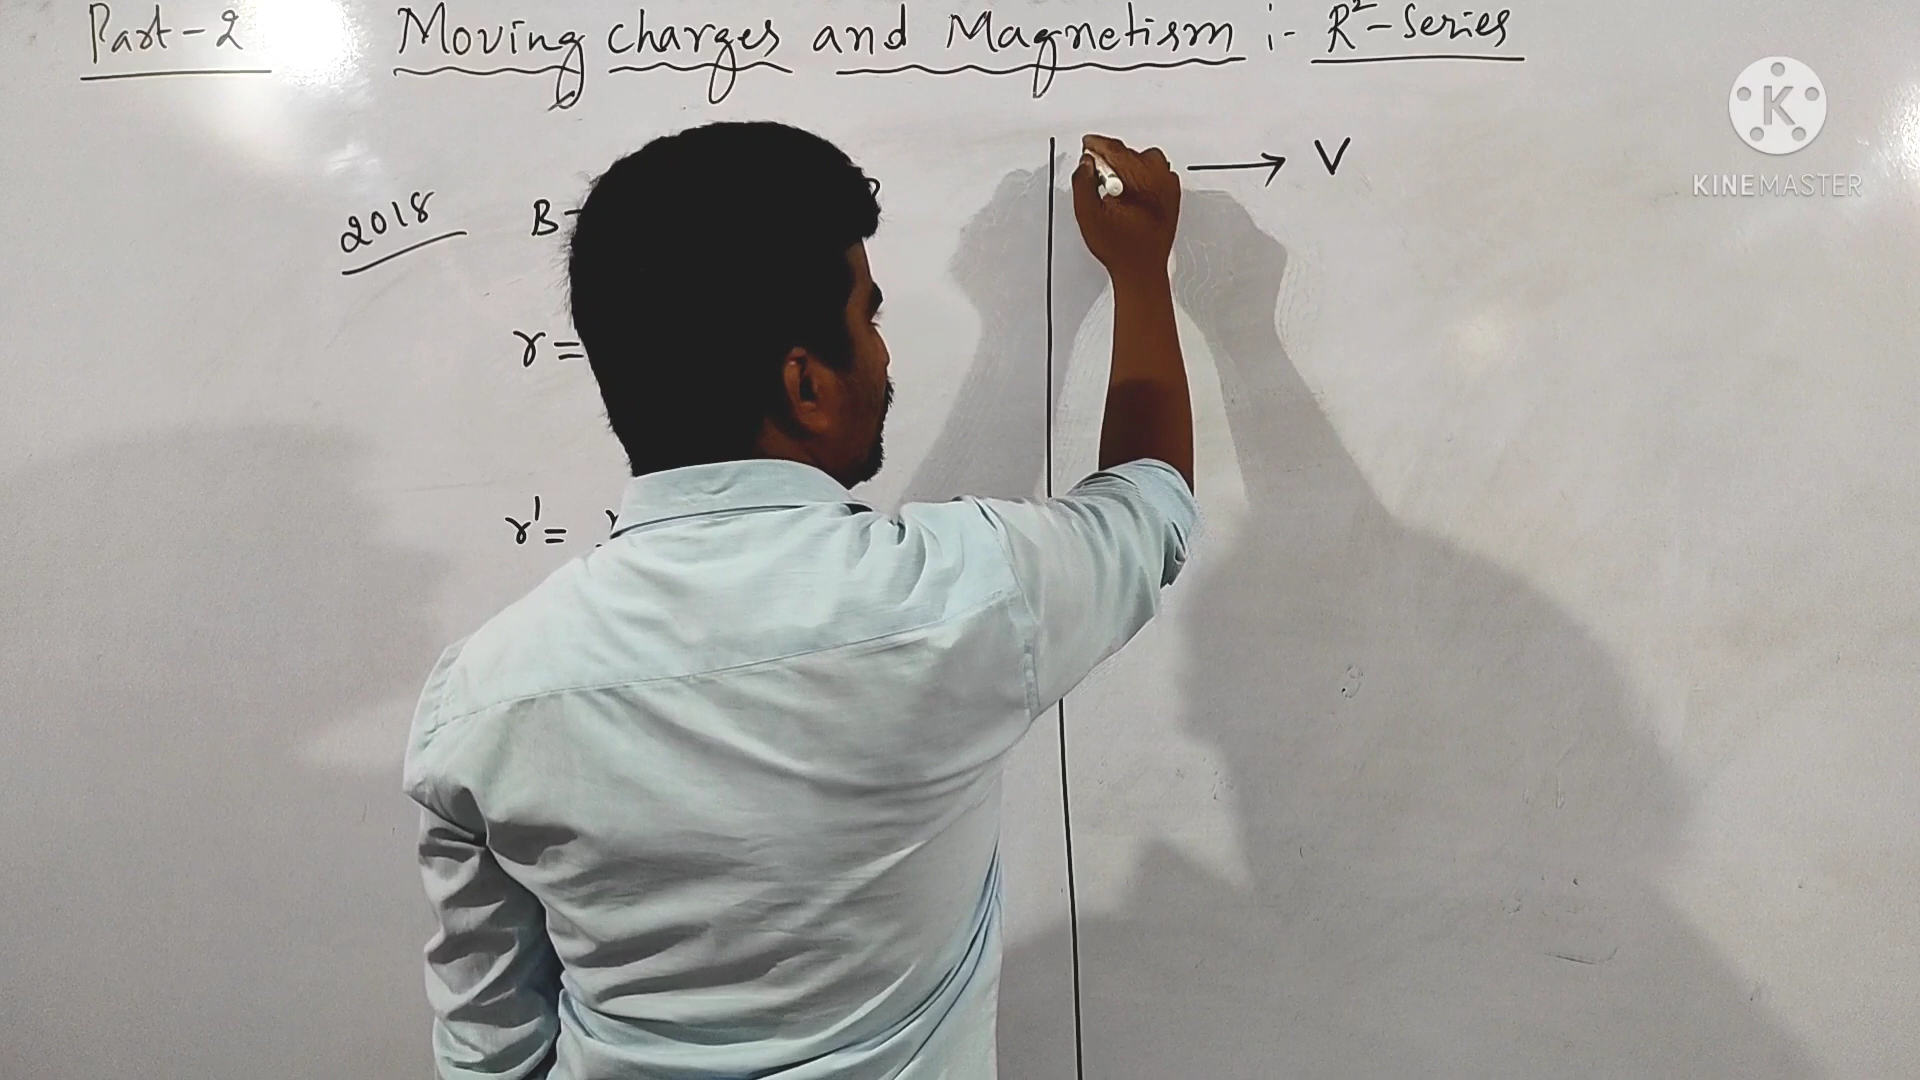 Part-2 Moving charges and Magnetism :- R²-Series
2018
B
→ V
r =
r' =
K
KINEMASTER